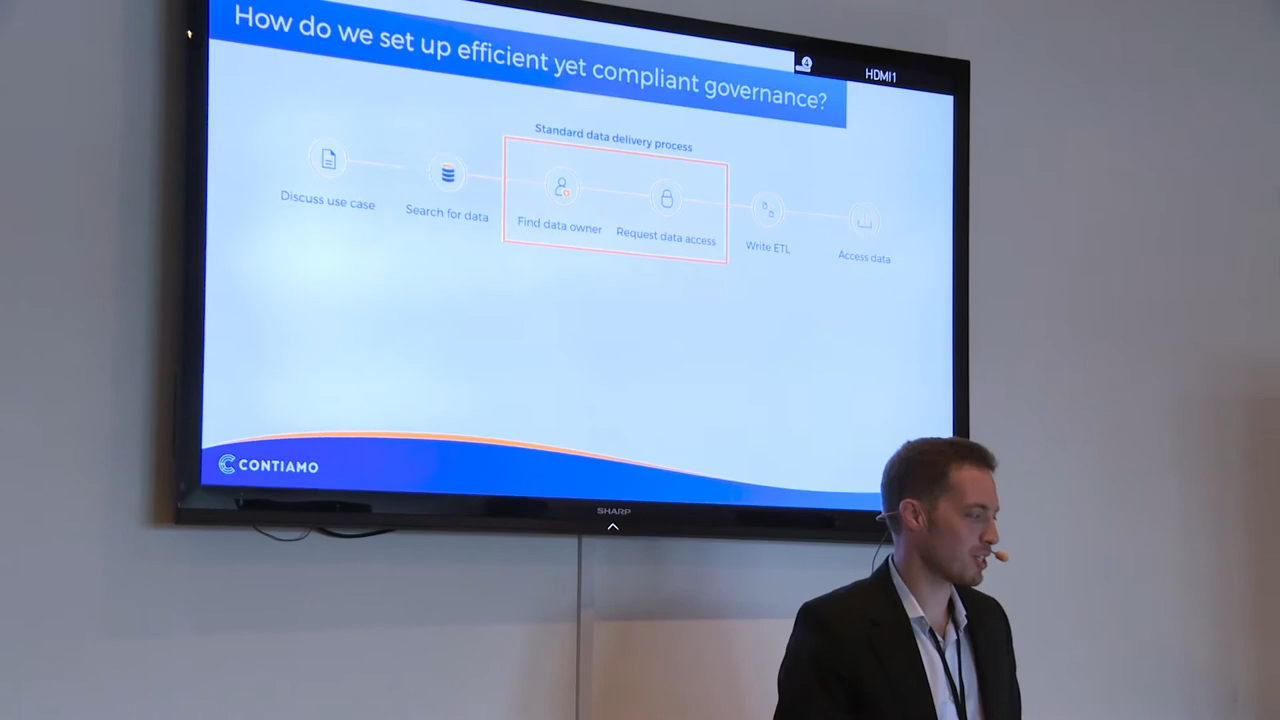 How do we set up efficient yet compliant governance?
HDMI1
Standard data delivery process
Discuss use case
Search for data
Find data owner
Request data access
Write ETL
Access data
CONTIAMO
SHARP